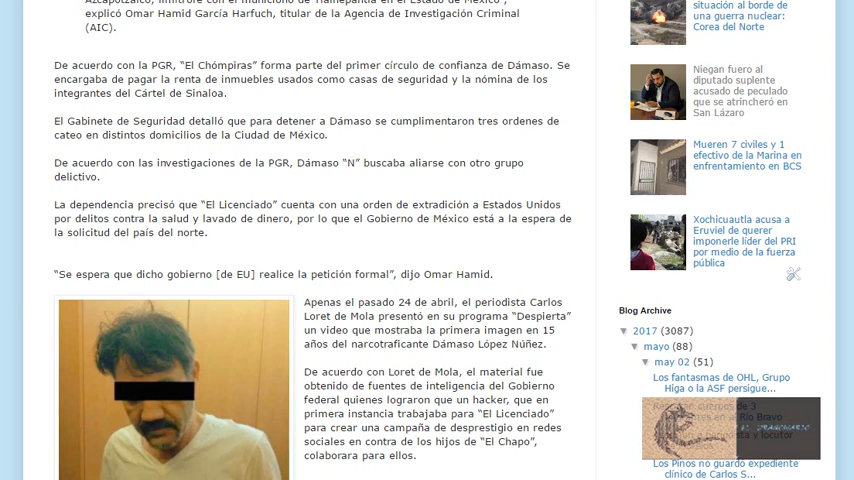 explicó Omar Hamid García Harfuch, titular de la Agencia de Investigación Criminal
(AIC).
De acuerdo con la PGR, “El Chómpiras” forma parte del primer círculo de confianza de Dámaso. Se
encargaba de pagar la renta de inmuebles usados como casas de seguridad y la nómina de los
integrantes del Cártel de Sinaloa.
El Gabinete de Seguridad detalló que para detener a Dámaso se cumplimentaron tres ordenes de
cateo en distintos domicilios de la Ciudad de México.
De acuerdo con las investigaciones de la PGR, Dámaso “N” buscaba aliarse con otro grupo
delictivo.
La dependencia precisó que “El Licenciado” cuenta con una orden de extradición a Estados Unidos
por delitos contra la salud y lavado de dinero, por lo que el Gobierno de México está a la espera de
la solicitud del país del norte.
“Se espera que dicho gobierno [de EU] realice la petición formal”, dijo Omar Hamid.
Apenas el pasado 24 de abril, el periodista Carlos
Loret de Mola presentó en su programa “Despierta”
un video que mostraba la primera imagen en 15
años del narcotraficante Dámaso López Núñez.
De acuerdo con Loret de Mola, el material fue
obtenido de fuentes de inteligencia del Gobierno
federal quienes lograron que un hacker, que en
primera instancia trabajaba para “El Licenciado”
para crear una campaña de desprestigio en redes
sociales en contra de los hijos de “El Chapo”,
colaborara para ellos.
situación al borde de
una guerra nuclear:
Corea del Norte
Niegan fuero al
diputado suplente
acusado de peculado
que se atrincheró en
San Lázaro
Mueren 7 civiles y 1
efectivo de la Marina en
enfrentamiento en BCS
Xochicuautla acusa a
Eruviel de querer
imponerle líder del PRI
por medio de la fuerza
pública
Blog Archive
▼ 2017 (3087)
▼ mayo (88)
▼ may 02 (51)
Los fantasmas de OHL, Grupo
Higa o la ASF persigue...
de 3
en el Río Bravo
y locutor
Los Pinos no guardó expediente
clínico de Carlos S...